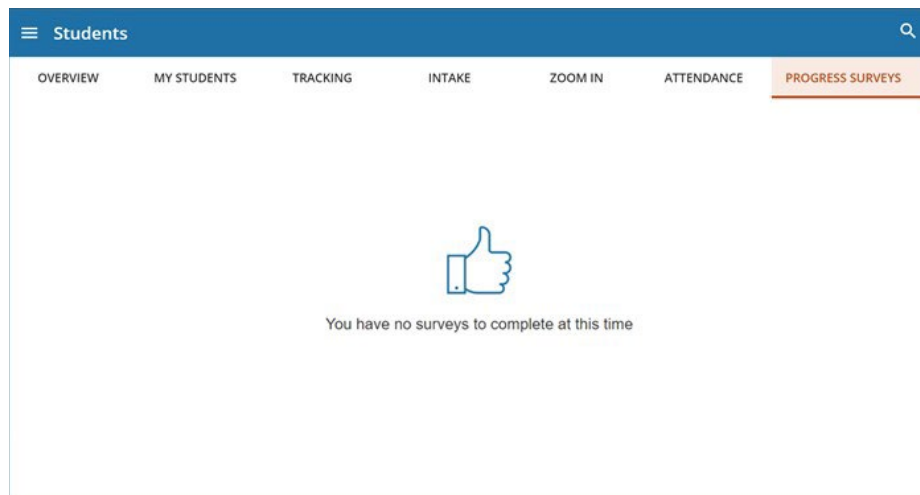 Students
OVERVIEW MY STUDENTS TRACKING INTAKE ZOOM IN ATTENDANCE PROGRESS SURVEYS
You have no surveys to complete at this time